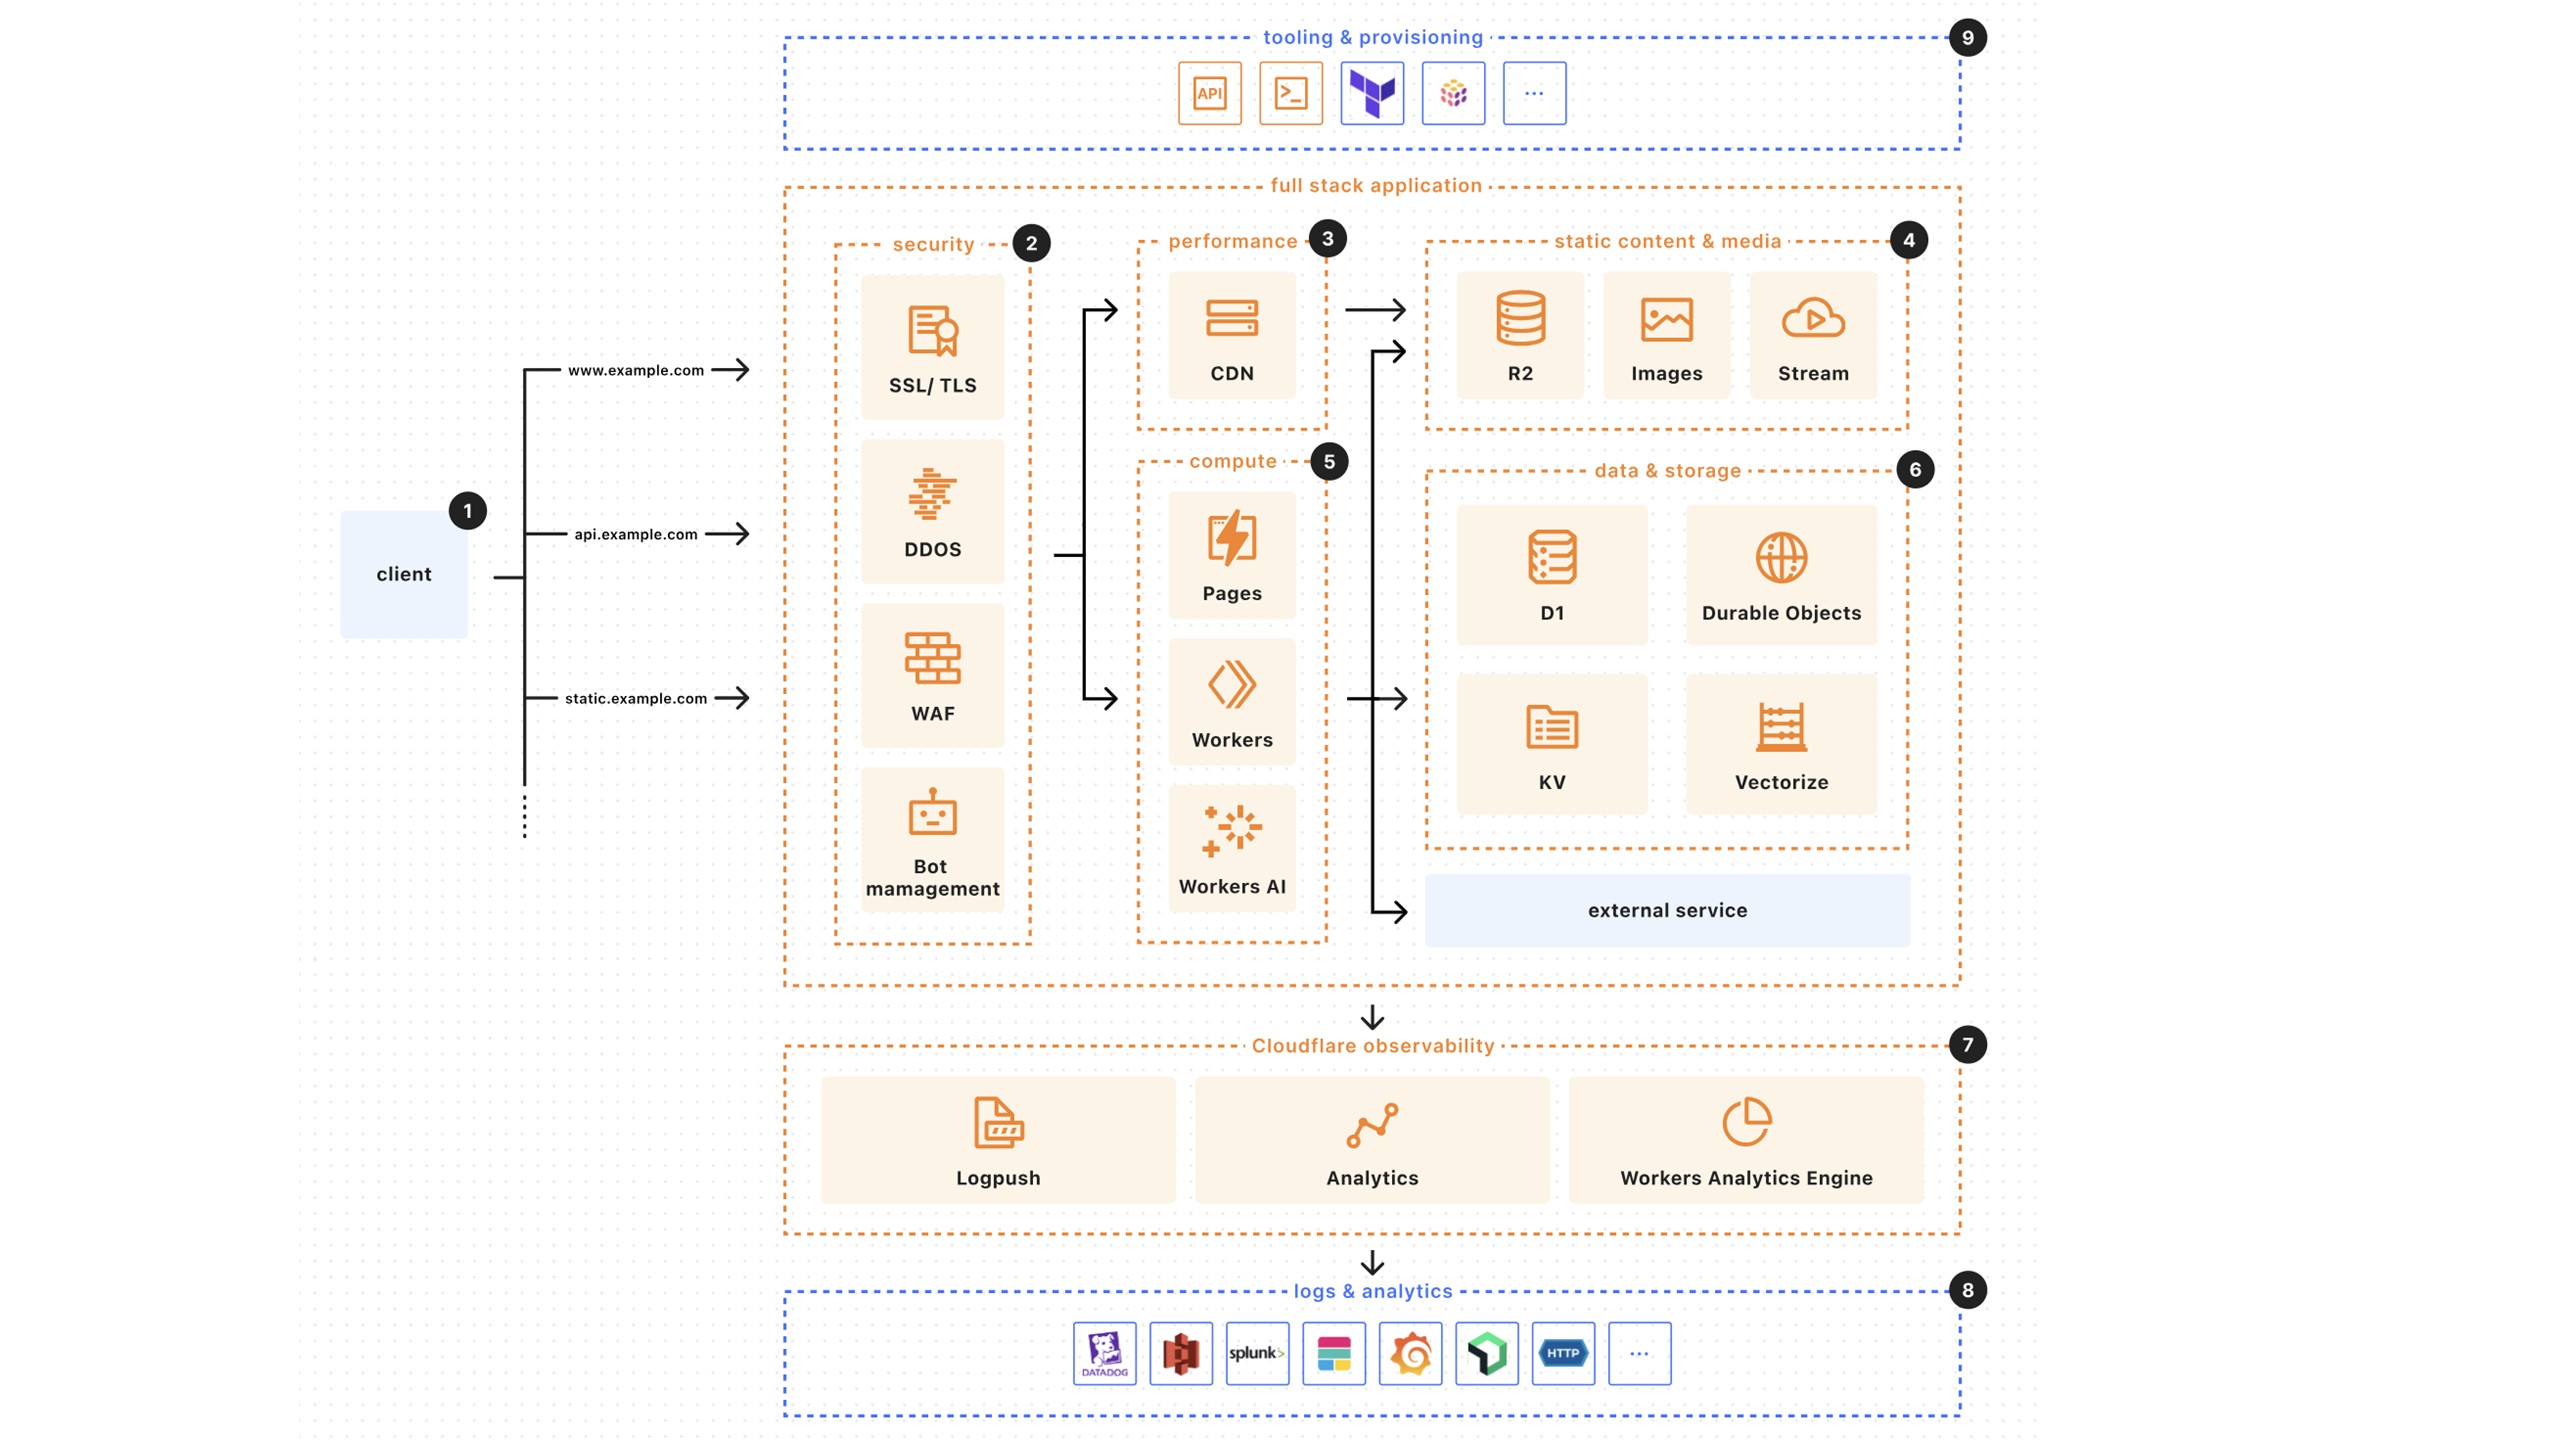 tooling & provisioning
9
API
>_
...
full stack application
security
2
SSL/ TLS
DDOS
WAF
Bot
mamagement
performance
3
CDN
static content & media
4
R2
Images
Stream
compute
5
Pages
Workers
Workers AI
data & storage
6
D1
Durable Objects
KV
Vectorize
external service
1
client
www.example.com
api.example.com
static.example.com
Cloudflare observability
7
Logpush
Analytics
Workers Analytics Engine
logs & analytics
8
DATADOG
splunk>
HTTP
...